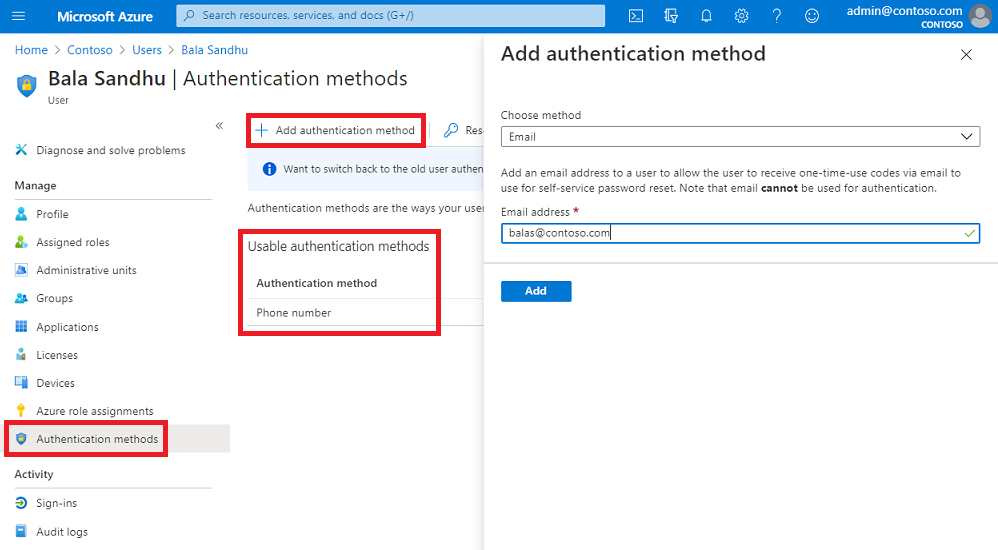 Microsoft Azure
Search resources, services, and docs (G+/)
admin@contoso.com
CONTOSO
Home > Contoso > Users > Bala Sandhu
Bala Sandhu | Authentication methods
User
«
Diagnose and solve problems
Manage
Profile
Assigned roles
Administrative units
Groups
Applications
Licenses
Devices
Azure role assignments
Authentication methods
Activity
Sign-ins
Audit logs
+ Add authentication method
Res
Want to switch back to the old user authen
Authentication methods are the ways your use
Usable authentication methods
Authentication method
Phone number
Add authentication method
Choose method
Email
Add an email address to a user to allow the user to receive one-time-use codes via email to
use for self-service password reset. Note that email cannot be used for authentication.
Email address *
balas@contoso.com
Add